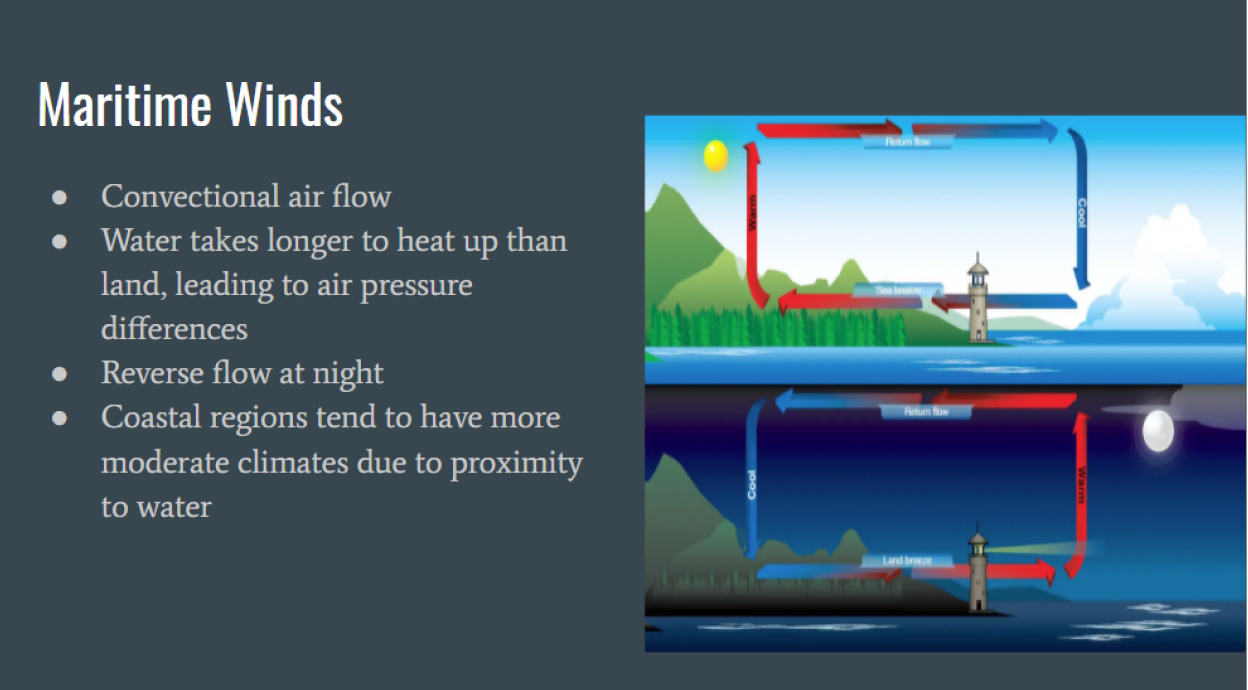 Maritime Winds
● Convectional air flow
● Water takes longer to heat up than
land, leading to air pressure
differences
● Reverse flow at night
● Coastal regions tend to have more
moderate climates due to proximity
to water
Return flow
Warm
Cool
Sea breeze
Return flow
Cool
Warm
Land breeze